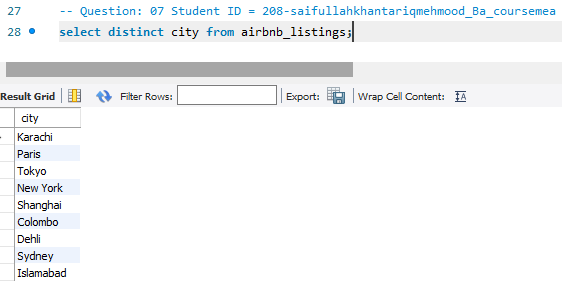 27 -- Question: 07 Student ID = 208-saifullahkhantariqmehmood_Ba_coursemea
28 select distinct city from airbnb_listings;
Result Grid Filter Rows: Export: Wrap Cell Content: IA
city
Karachi
Paris
Tokyo
New York
Shanghai
Colombo
Dehli
Sydney
Islamabad